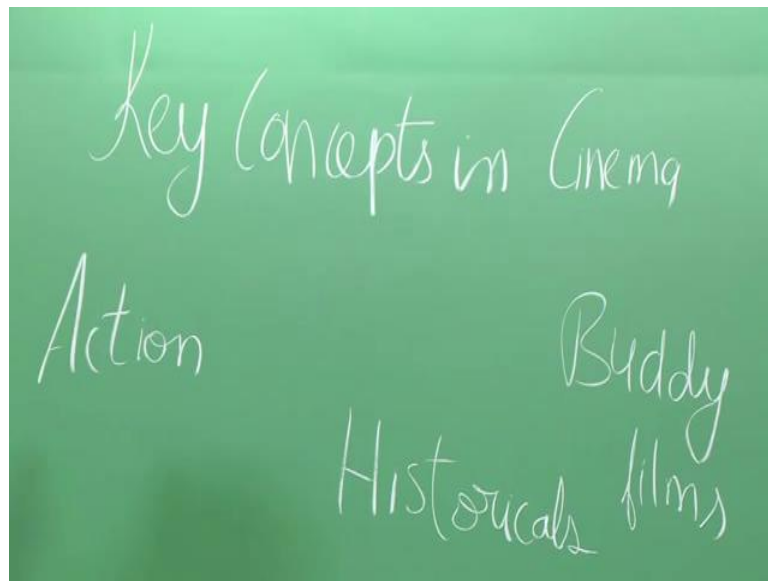 Key Concepts in Cinema
Action
Buddy
films
Historicals